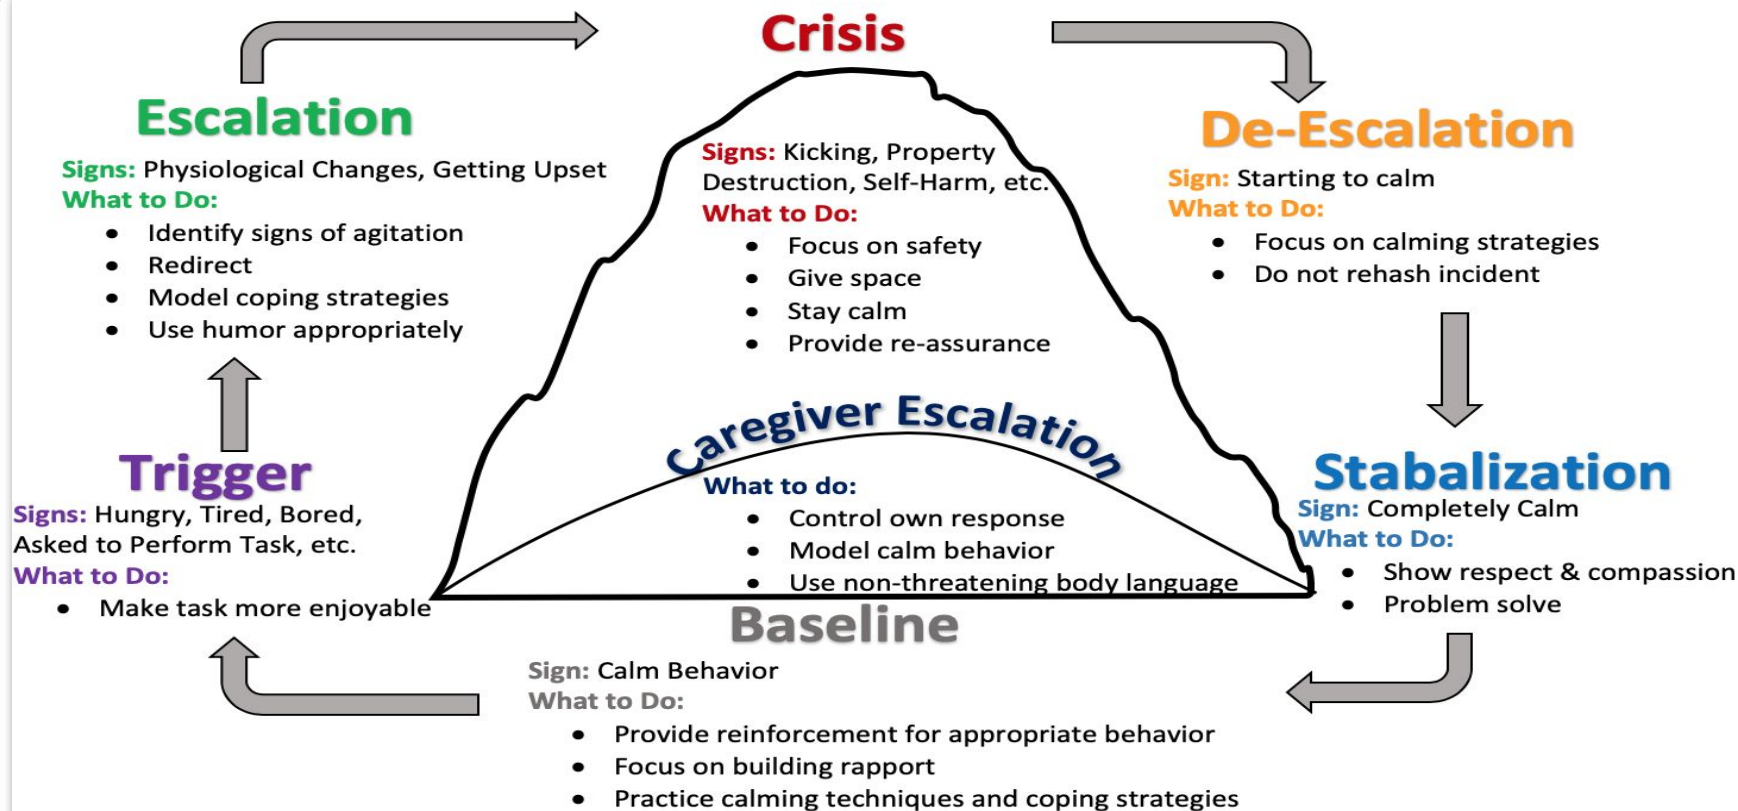 Crisis
Signs: Kicking, Property
Destruction, Self-Harm, etc.
What to Do:
• Focus on safety
• Give space
• Stay calm
• Provide re-assurance
Escalation
Signs: Physiological Changes, Getting Upset
What to Do:
• Identify signs of agitation
• Redirect
• Model coping strategies
• Use humor appropriately
De-Escalation
Sign: Starting to calm
What to Do:
• Focus on calming strategies
• Do not rehash incident
Trigger
Signs: Hungry, Tired, Bored,
Asked to Perform Task, etc.
What to Do:
• Make task more enjoyable
Caregiver Escalation
What to do:
• Control own response
• Model calm behavior
• Use non-threatening body language
Stabalization
Sign: Completely Calm
What to Do:
• Show respect & compassion
• Problem solve
Baseline
Sign: Calm Behavior
What to Do:
• Provide reinforcement for appropriate behavior
• Focus on building rapport
• Practice calming techniques and coping strategies